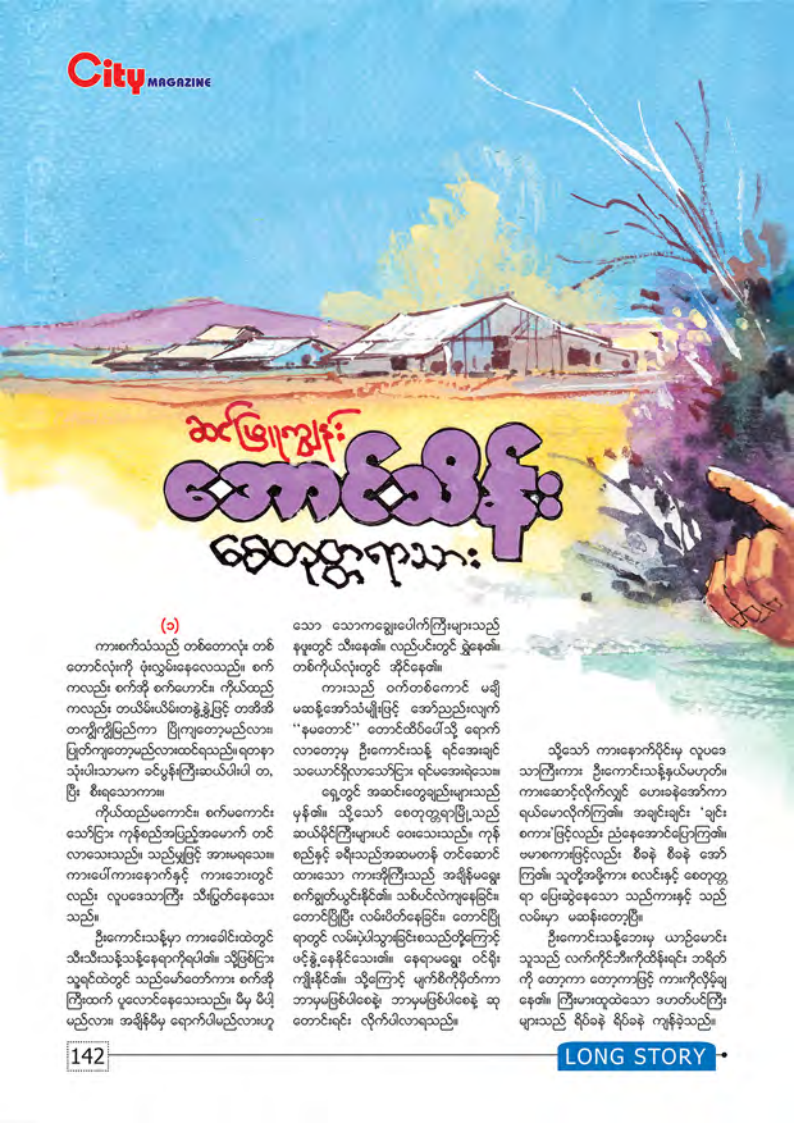 City MAGAZINE
ဆင်ဖြူကျွန်း
အောင်သိန်း
စေတုတ္တရာသား
(၁)
ကားစက်သံသည် တစ်တောလုံး တစ်
တောင်လုံးကို ဖုံးလွှမ်းနေလေသည်။ စက်
ကလည်း စက်အို စက်ဟောင်း။ ကိုယ်ထည်
ကလည်း တယိမ်းယိမ်းတနွဲ့နွဲ့ဖြင့် တအိအိ
တကျွိကျွိမြည်ကာ ပြိုကျတော့မည်လား၊
ပြုတ်ကျတော့မည်လားထင်ရသည်။ ရတနာ
သုံးပါးသာမက ခင်ပွန်းကြီးဆယ်ပါးပါ တ,
ပြီး စီးရသောကား။
ကိုယ်ထည်မကောင်း၊ စက်မကောင်း
သော်ငြား ကုန်စည်အပြည့်အမောက် တင်
လာသေးသည်။ သည်မျှဖြင့် အားမရသေး။
ကားပေါ်ကားနောက်နှင့် ကားဘေးတွင်
လည်း လူပဒေသာကြီး သီးပြွတ်နေသေး
သည်။
ဦးကောင်းသန့်မှာ ကားခေါင်းထဲတွင်
သီးသီးသန့်သန့်နေရာကိုရပါ၏။ သို့ဖြစ်ငြား
သူ့ရင်ထဲတွင် သည်မော်တော်ကား စက်အို
ကြီးထက် ပူလောင်နေသေးသည်။ မီမှ မီပါ့
မည်လား။ အချိန်မီမှ ရောက်ပါမည်လားဟူ
သော သောကချွေးပေါက်ကြီးများသည်
နဖူးတွင် သီးနေ၏။ လည်ပင်းတွင် ရွှဲနေ၏။
တစ်ကိုယ်လုံးတွင် အိုင်နေ၏။
ကားသည် ဝက်တစ်ကောင် မချိ
မဆန့်အော်သံမျိုးဖြင့် အော်ညည်းလျက်
“နမတောင်” တောင်ထိပ်ပေါ်သို့ ရောက်
လာတော့မှ ဦးကောင်းသန့် ရင်အေးချင်
သယောင်ရှိလာသော်ငြား ရင်မအေးရဲသေး။
ရှေ့တွင် အဆင်းတွေချည်းများသည်
မှန်၏။ သို့သော် စေတုတ္တရာမြို့သည်
ဆယ်မိုင်ကြီးများပင် ဝေးသေးသည်။ ကုန်
စည်နှင့် ခရီးသည်အဆမတန် တင်ဆောင်
ထားသော ကားအိုကြီးသည် အချိန်မရွေး
စက်ချွတ်ယွင်းနိုင်၏။ သစ်ပင်လဲကျနေခြင်း၊
တောင်ပြိုပြီး လမ်းပိတ်နေခြင်း၊ တောင်ပြို
ရာတွင် လမ်းပဲ့ပါသွားခြင်းစသည်တို့ကြောင့်
ဖင့်နွှဲ့နေနိုင်သေး၏။ နေရာမရွေး ဝင်ရိုး
ကျိုးနိုင်၏။ သို့ကြောင့် မျက်စိကိုမှိတ်ကာ
ဘာမှမဖြစ်ပါစေနဲ့၊ ဘာမှမဖြစ်ပါစေနဲ့ ဆု
တောင်းရင်း လိုက်ပါလာရသည်။
သို့သော် ကားနောက်ပိုင်းမှ လူပဒေ
သာကြီးကား ဦးကောင်းသန့်နှယ်မဟုတ်။
ကားဆောင့်လိုက်လျှင် ဟေးခနဲအော်ကာ
ရယ်မောလိုက်ကြ၏။ အချင်းချင်း ‘ချင်း
စကား’ဖြင့်လည်း ညံနေအောင်ပြောကြ၏။
ဗမာစကားဖြင့်လည်း စီခနဲ စီခနဲ အော်
ကြ၏။ သူတို့အဖို့ကား စလင်းနှင့် စေတုတ္တ
ရာ ပြေးဆွဲနေသော သည်ကားနှင့် သည်
လမ်းမှာ မဆန်းတော့ပြီ။
ဦးကောင်းသန့်ဘေးမှ ယာဉ်မောင်း
သူသည် လက်ကိုင်ဘီးကိုထိန်းရင်း ဘရိတ်
ကို တော့ကာ တော့ကာဖြင့် ကားကိုလှိမ့်ချ
နေ၏။ ကြီးမားထူထဲသော ဒဟတ်ပင်ကြီး
များသည် ရိပ်ခနဲ ရိပ်ခနဲ ကျန်ခဲ့သည်။
142
LONG STORY